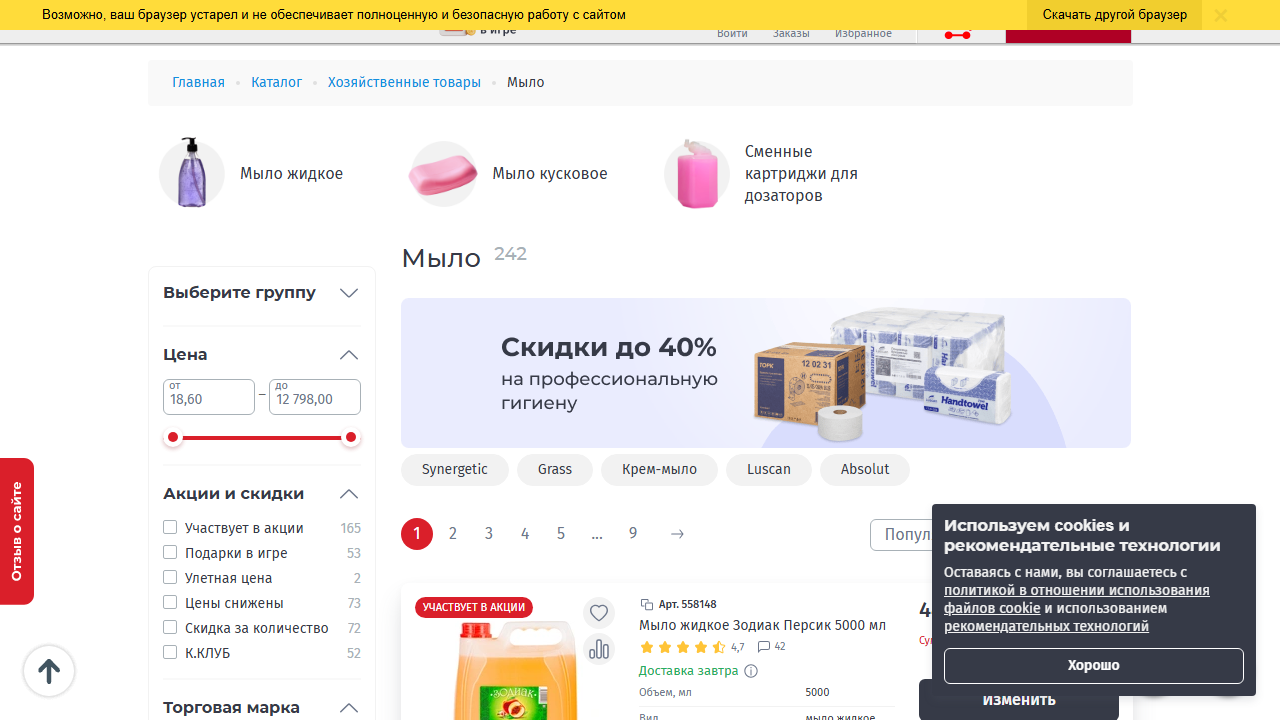 Возможно, ваш браузер устарел и не обеспечивает полноценную и безопасную работу с сайтом
Скачать другой браузер
в игре
Войти
Заказы
Избранное
Главная
Каталог
Хозяйственные товары
Мыло
Мыло жидкое
Мыло кусковое
Сменные
картриджи для
дозаторов
Мыло 242
Выберите группу
Цена
от
18,60
–
до
12 798,00
Акции и скидки
Участвует в акции 165
Подарки в игре 53
Улетная цена 2
Цены снижены 73
Скидка за количество 72
К.КЛУБ 52
Торговая марка
Отзыв о сайте
Скидки до 40%
на профессиональную
гигиену
ТОРК
120231
Handtowel
Synergetic
Grass
Крем-мыло
Luscan
Absolut
1 2 3 4 5 ... 9
Попул
УЧАСТВУЕТ В АКЦИИ
ЗОДИАК
Арт. 558148
Мыло жидкое Зодиак Персик 5000 мл
4,7
42
Доставка завтра
Объем, мл 5000
Вид мыло жидкое
4
Су
Изменить
Используем cookies и
рекомендательные технологии
Оставаясь с нами, вы соглашаетесь с
политикой в отношении использования
файлов cookie и использованием
рекомендательных технологий
Хорошо